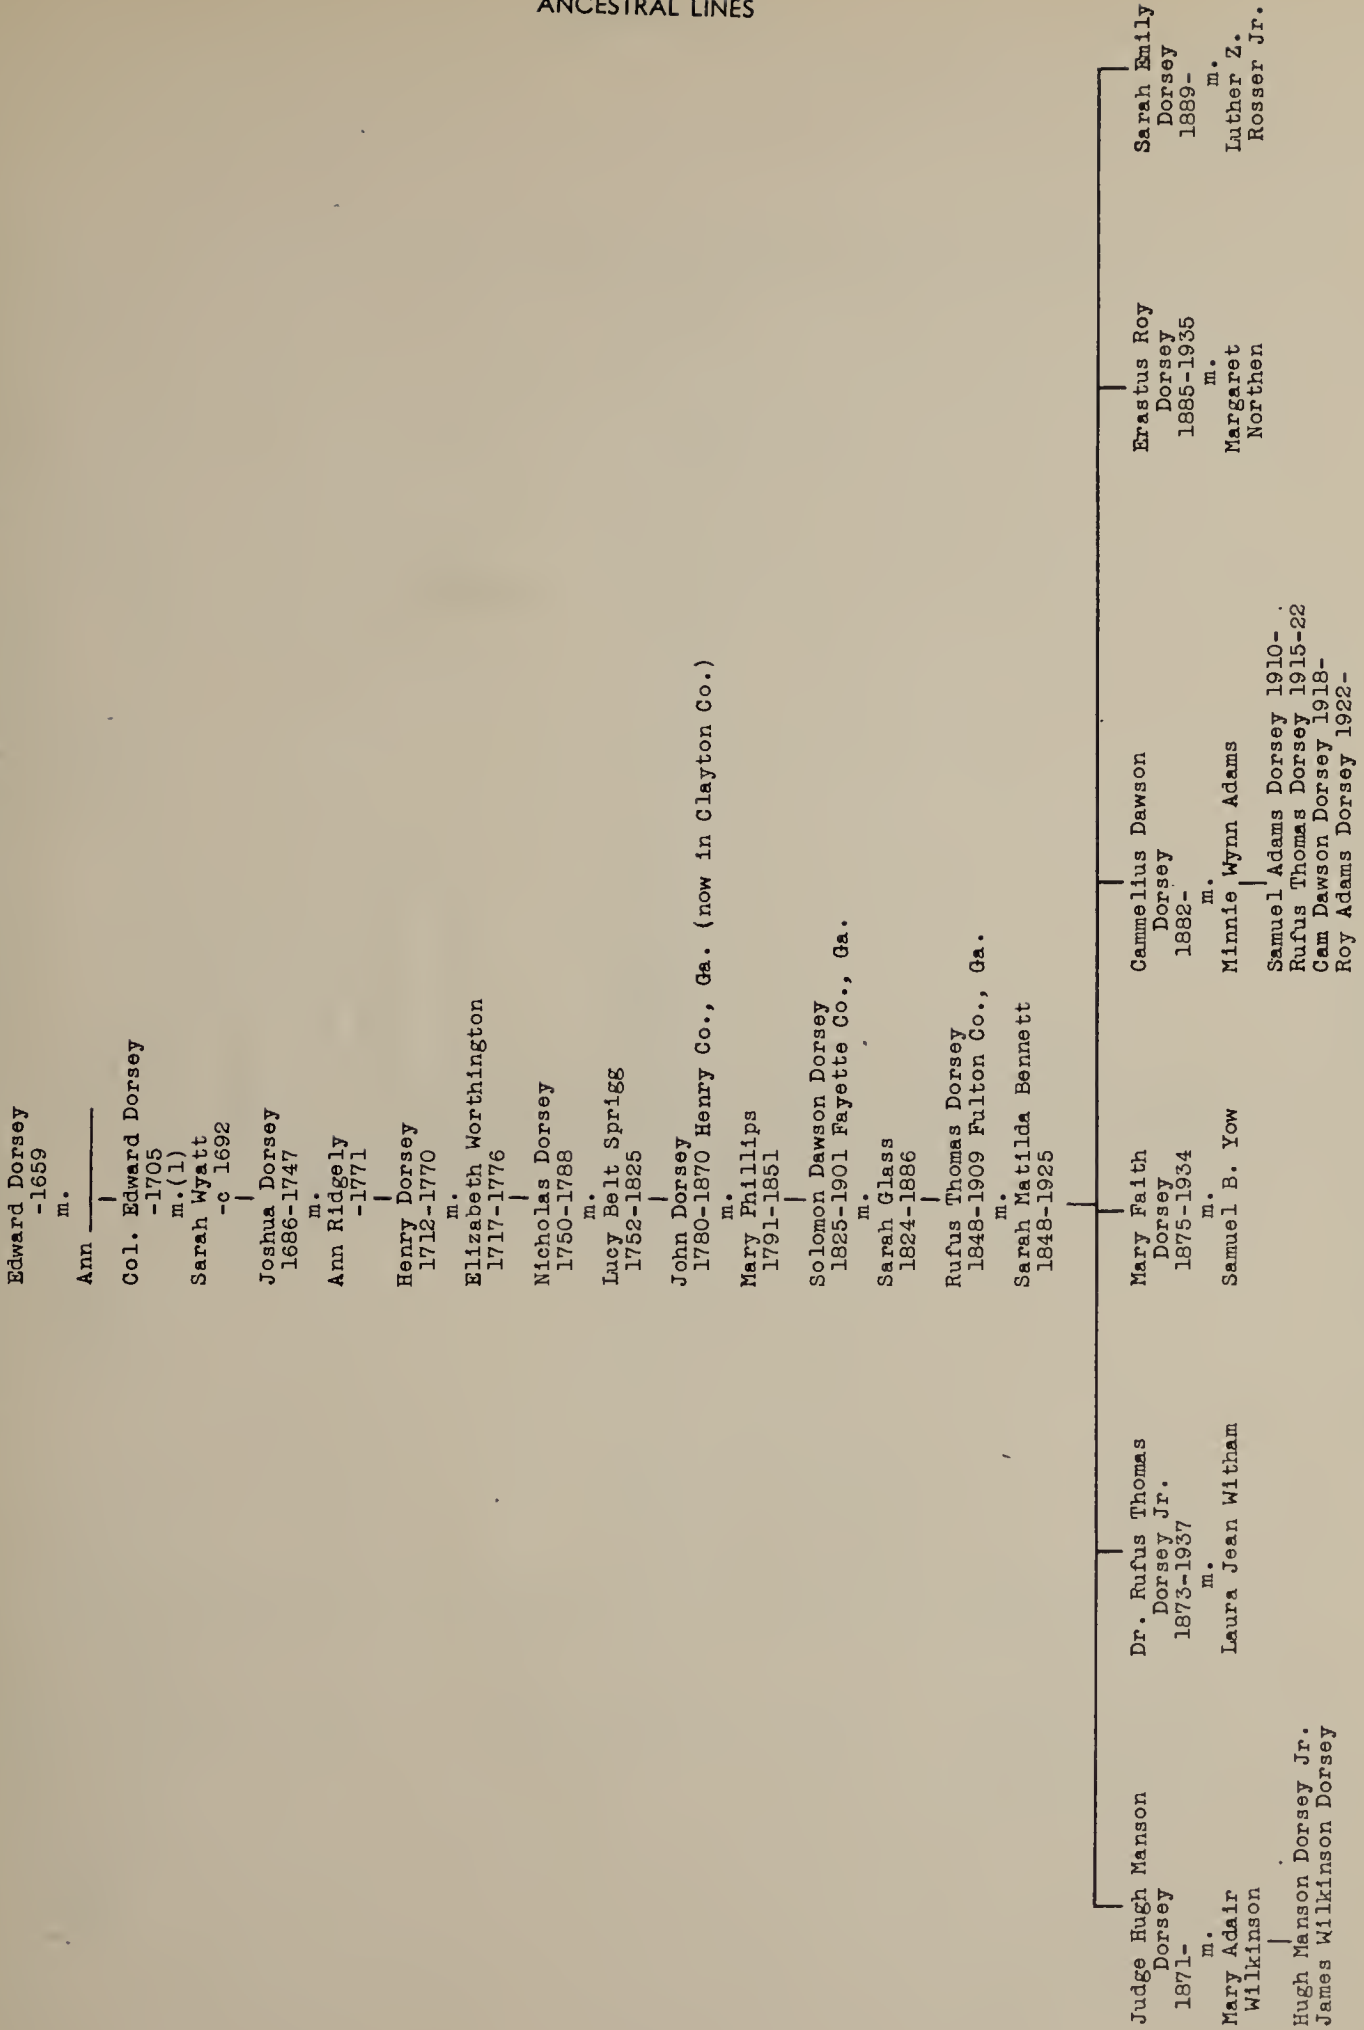 ANCESTRAL LINES
Edward Dorsey
-1659
m.
Ann
Col. Edward Dorsey
-1705
m.(1)
Sarah Wyatt
-c 1692
Joshua Dorsey
1686-1747
m.
Ann Ridgely
-1771
Henry Dorsey
1712-1770
m.
Elizabeth Worthington
1717-1776
Nicholas Dorsey
1750-1788
m.
Lucy Belt Sprigg
1752-1825
John Dorsey
1780-1870 Henry Co., Ga. (now in Clayton Co.)
m.
Mary Phillips
1791-1851
Solomon Dawson Dorsey
1825-1901 Fayette Co., Ga.
m.
Sarah Glass
1824-1886
Rufus Thomas Dorsey
1848-1909 Fulton Co., Ga.
m.
Sarah Matilda Bennett
1848-1925
Judge Hugh Manson
Dorsey
1871-
m.
Mary Adair
Wilkinson
Hugh Manson Dorsey Jr.
James Wilkinson Dorsey
Dr. Rufus Thomas
Dorsey Jr.
1873-1937
m.
Laura Jean Witham
Mary Faith
Dorsey
1875-1934
m.
Samuel B. Yow
Cammelius Dawson
Dorsey
1882-
m.
Minnie Wynn Adams
Samuel Adams Dorsey 1910-
Rufus Thomas Dorsey 1915-22
Cam Dawson Dorsey 1918-
Roy Adams Dorsey 1922-
Erastus Roy
Dorsey
1885-1935
m.
Margaret
Northen
Sarah Emily
Dorsey
1889-
m.
Luther Z.
Rosser Jr.